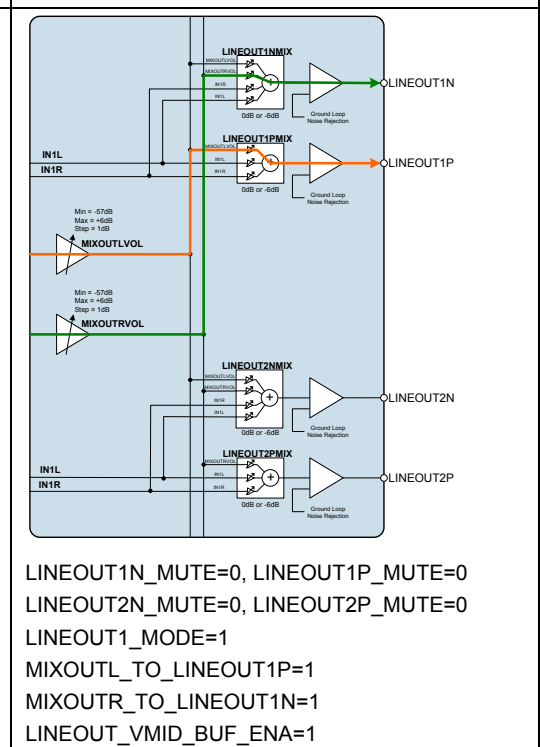 LINEOUT1NMIX
MIXOUTLVOL
MIXOUTRVOL
IN1R
IN1L
LINEOUT1N
0dB or -6dB
Ground Loop
Noise Rejection
LINEOUT1PMIX
MIXOUTLVOL
IN1L
IN1L
LINEOUT1P
IN1R
IN1R
0dB or -6dB
Ground Loop
Noise Rejection
Min = -57dB
Max = +6dB
Step = 1dB
MIXOUTLVOL
Min = -57dB
Max = +6dB
Step = 1dB
MIXOUTRVOL
LINEOUT2NMIX
MIXOUTLVOL
MIXOUTRVOL
IN1R
IN1L
LINEOUT2N
0dB or -6dB
Ground Loop
Noise Rejection
LINEOUT2PMIX
MIXOUTRVOL
IN1L
IN1L
LINEOUT2P
IN1R
IN1R
0dB or -6dB
Ground Loop
Noise Rejection
LINEOUT1N_MUTE=0, LINEOUT1P_MUTE=0
LINEOUT2N_MUTE=0, LINEOUT2P_MUTE=0
LINEOUT1_MODE=1
MIXOUTL_TO_LINEOUT1P=1
MIXOUTR_TO_LINEOUT1N=1
LINEOUT_VMID_BUF_ENA=1